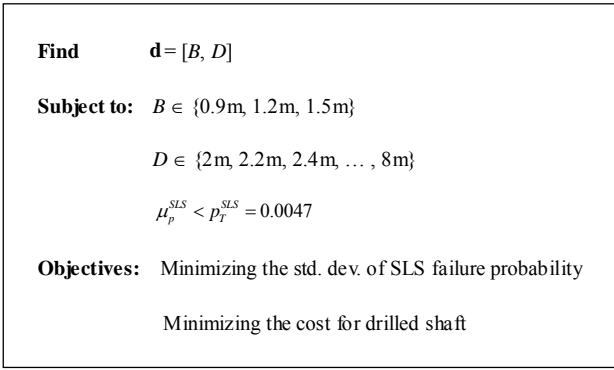 Find d = [B, D]
Subject to: B ∈ {0.9m, 1.2m, 1.5m}
D ∈ {2m, 2.2m, 2.4m, … , 8m}
μ_p^SLS < p_T^SLS = 0.0047
Objectives: Minimizing the std. dev. of SLS failure probability
Minimizing the cost for drilled shaft